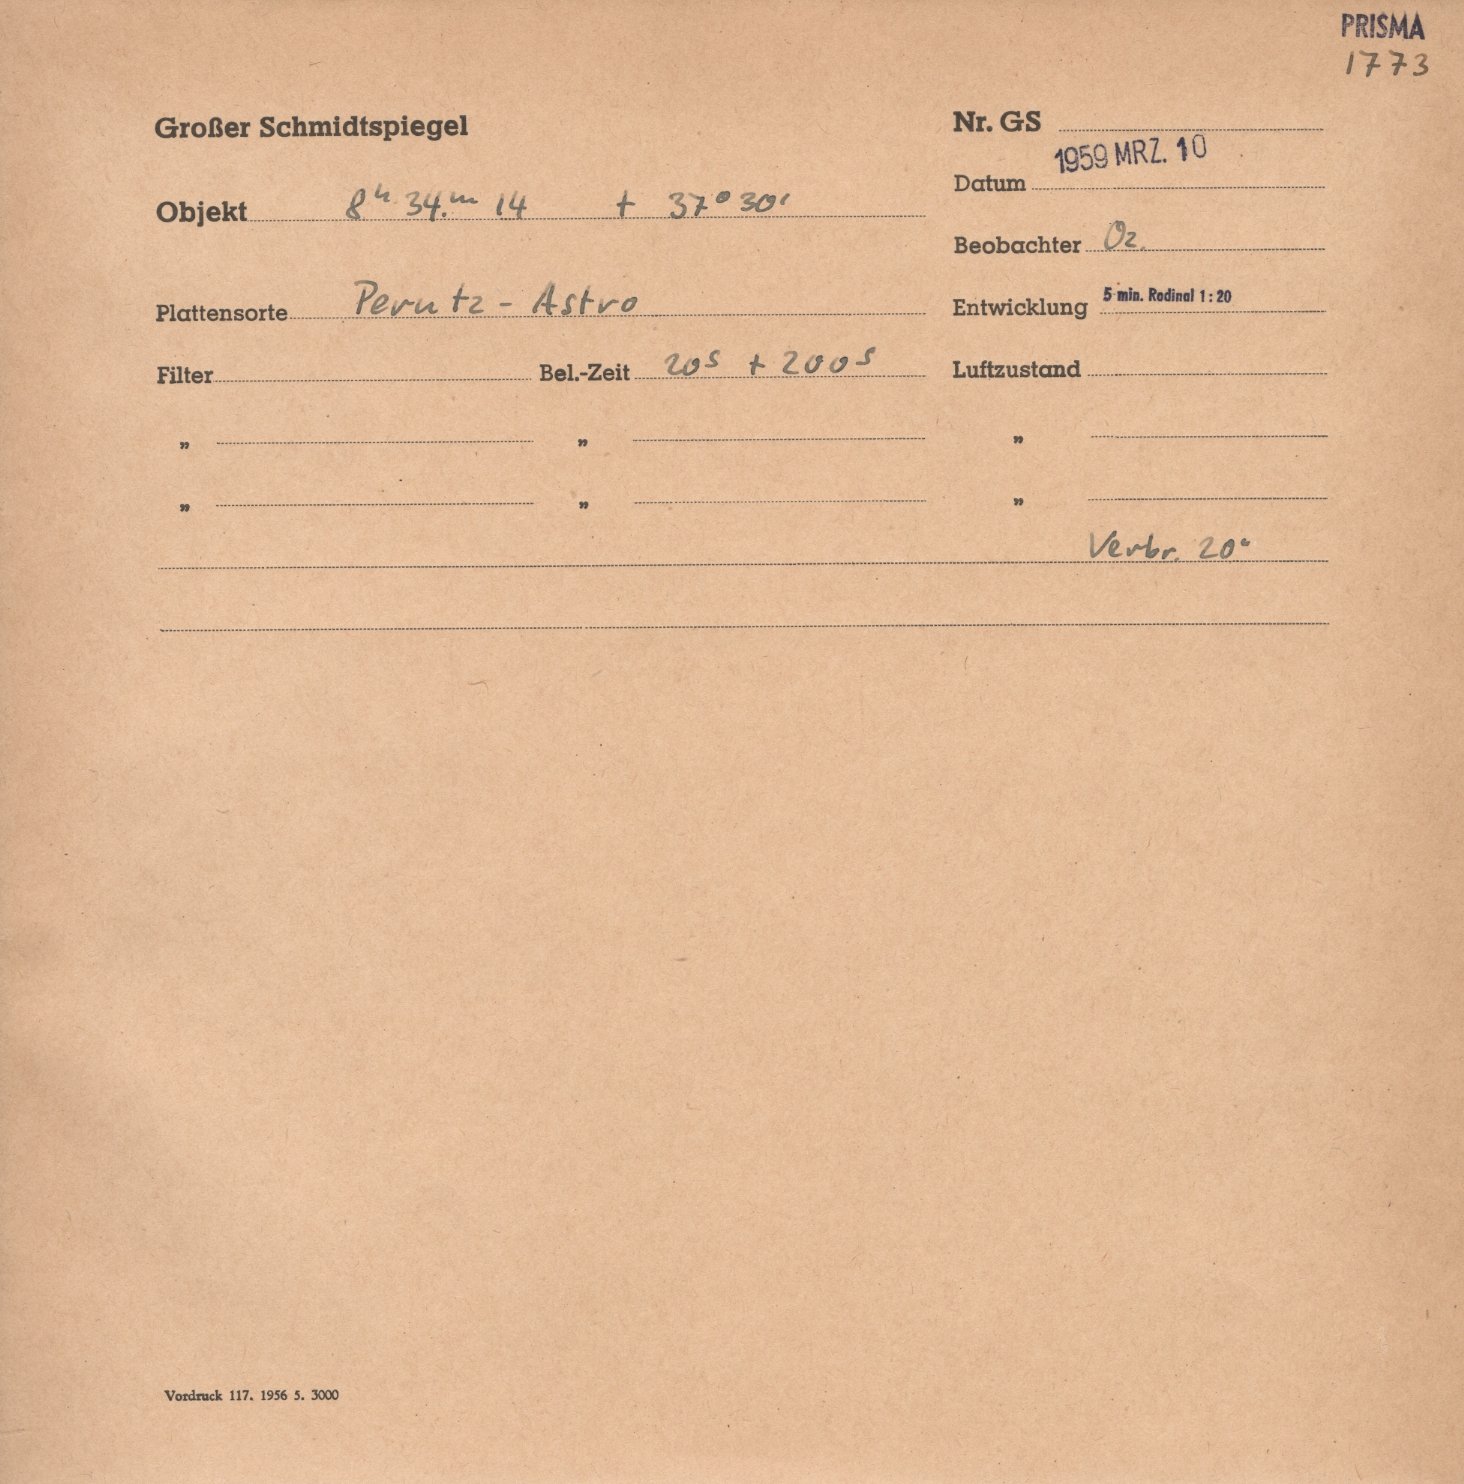 PRISMA
1773
Großer Schmidtspiegel
Nr. GS
Datum 1959 MRZ. 10
Objekt 8h 34.m 14 + 37° 30'
Beobachter Oz.
Plattensorte Perutz - Astro
Entwicklung 5 min. Rodinal 1:20
Filter Bel.-Zeit 20s + 200s Luftzustand
„ „ „
„ „ „
Verbr. 20"
Vordruck 117. 1956 5. 3000